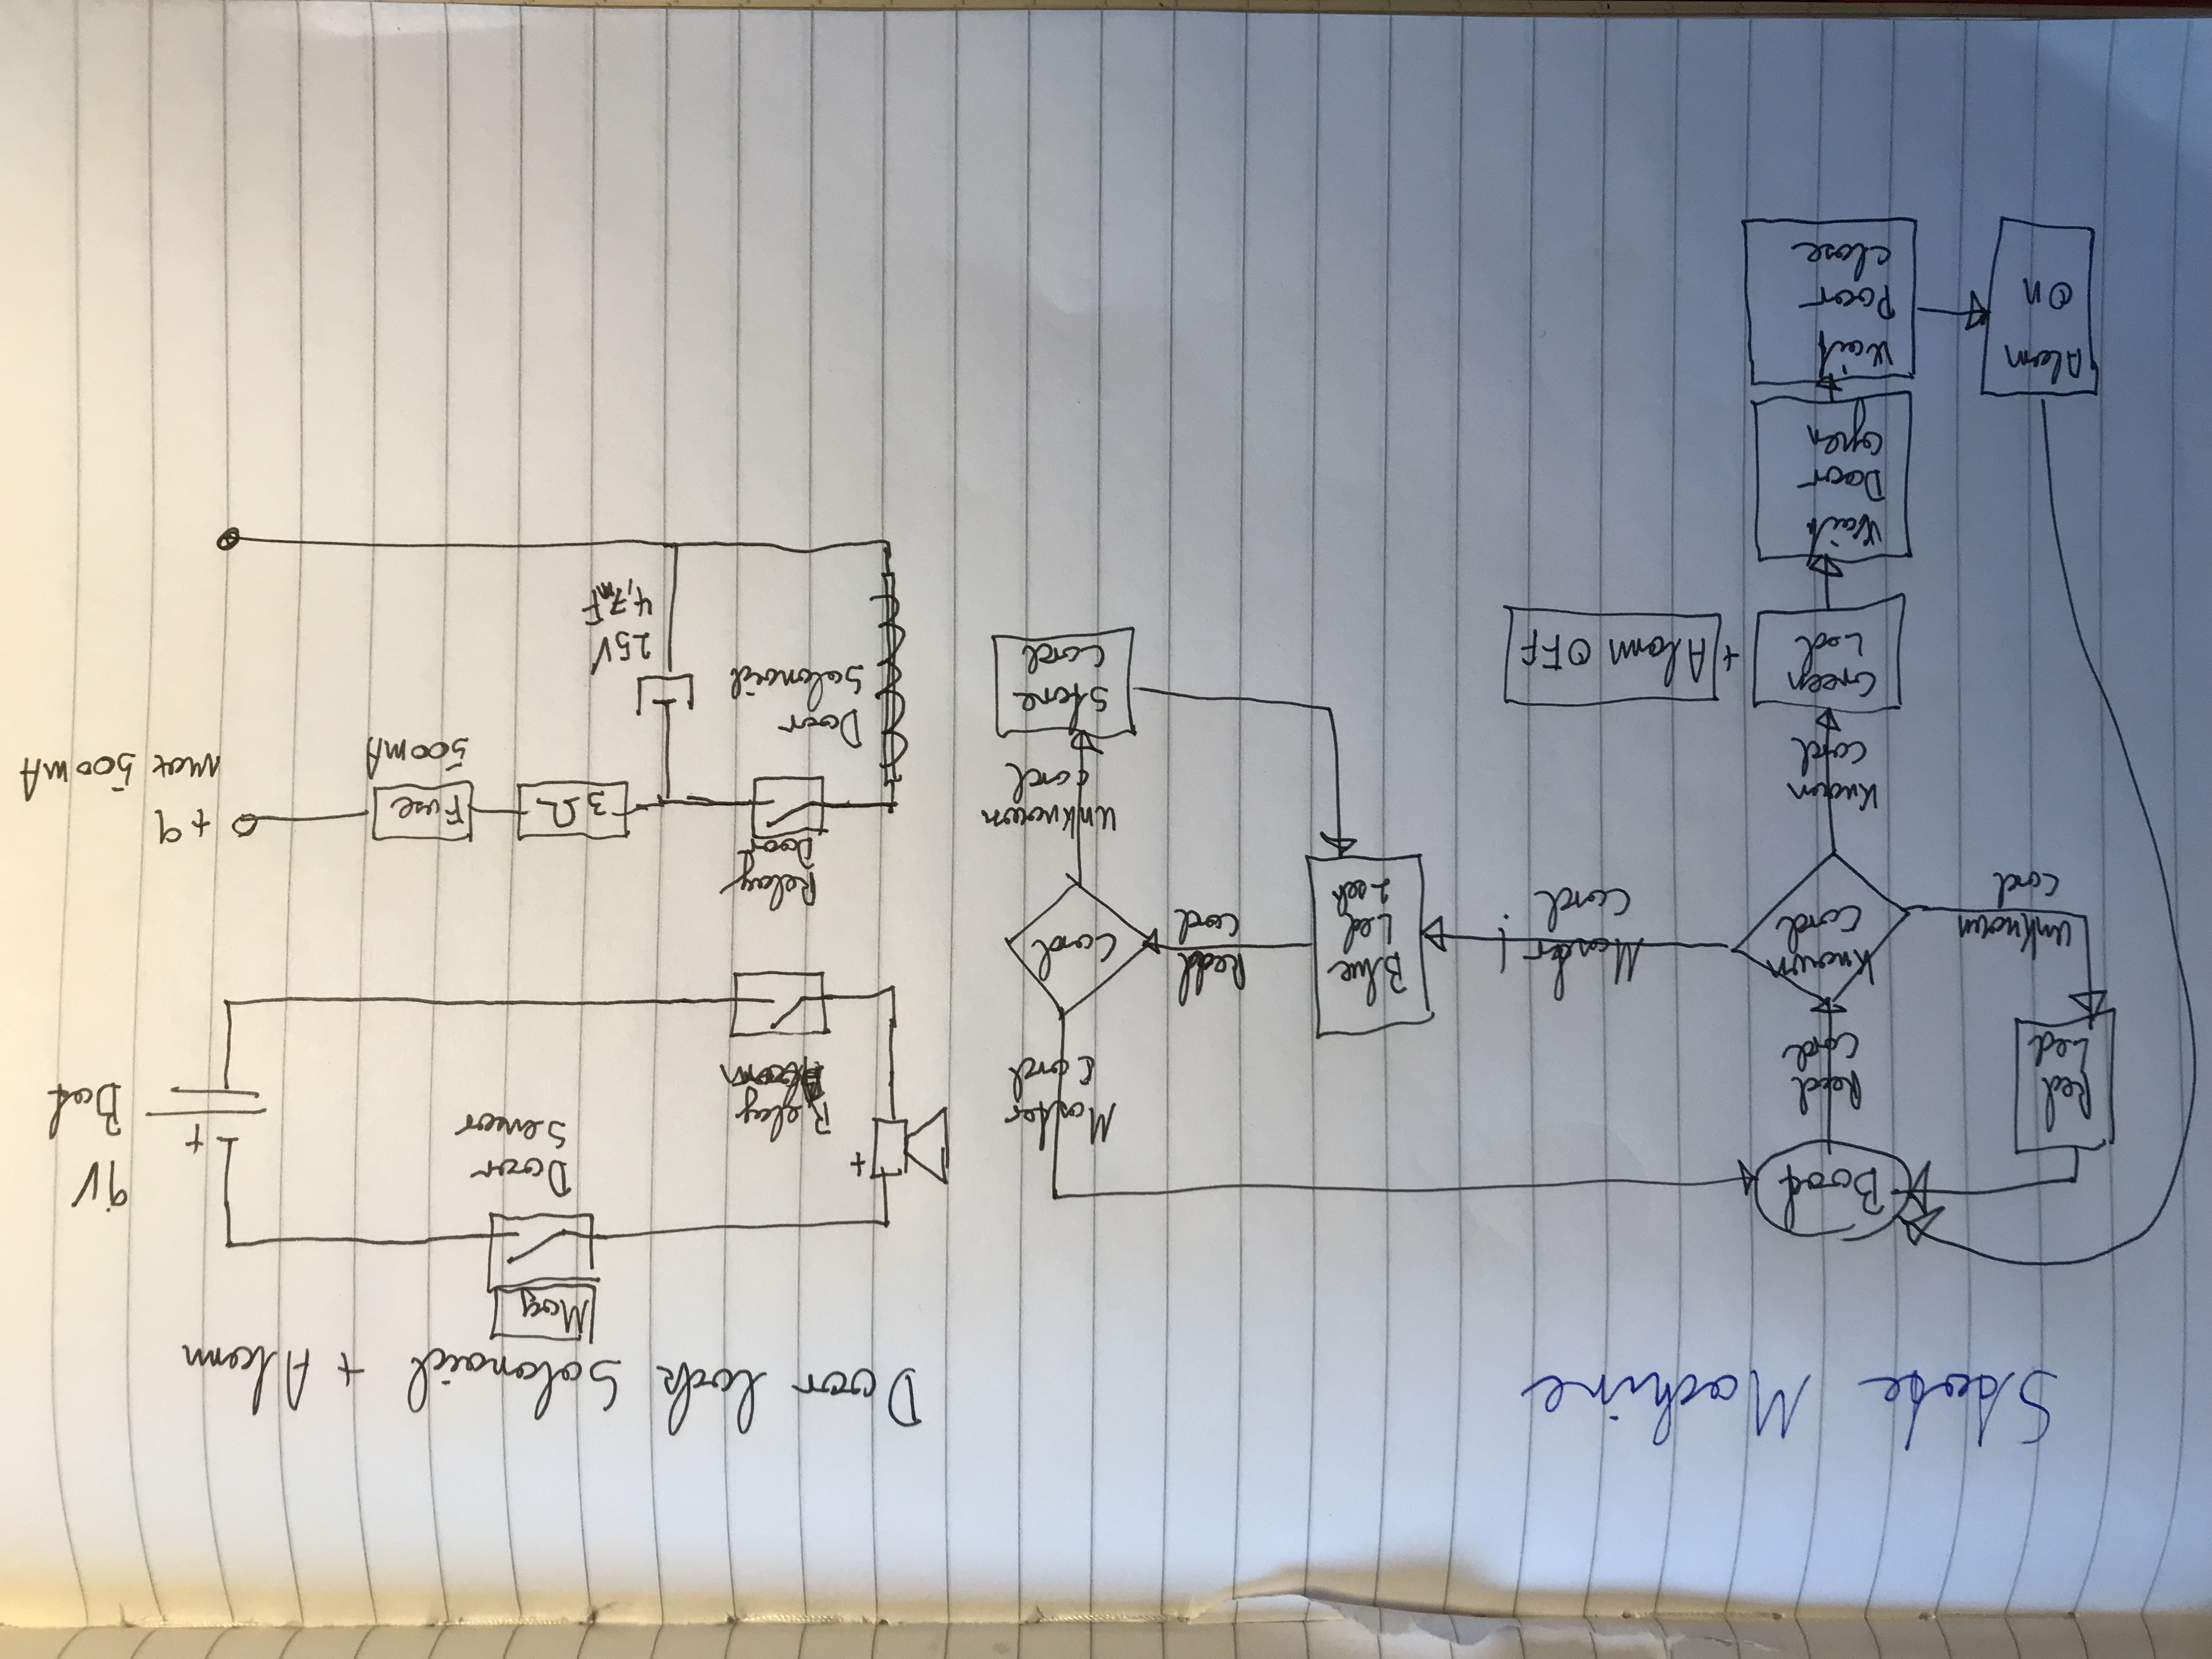 State Machine
Boot
Read
Card
Known
Card
Unknown
Card
Red
Led
Known
Card
Green
Led
+ Alarm OFF
Wait
Door
open
Wait
Door
close
Alarm
on
Master
Card
!
Blue
Led
Read
Card
Card
Master
Card
Unknown
Card
Store
Card
Door lock Solonoid + Alarm
Mag
Door
Sensor
9V
Bat
+
+
Relay
Alarm
Relay
Door
Door
Solonoid
3Ω
Fuse
500mA
+9
max 500mA
25V
4,7mF